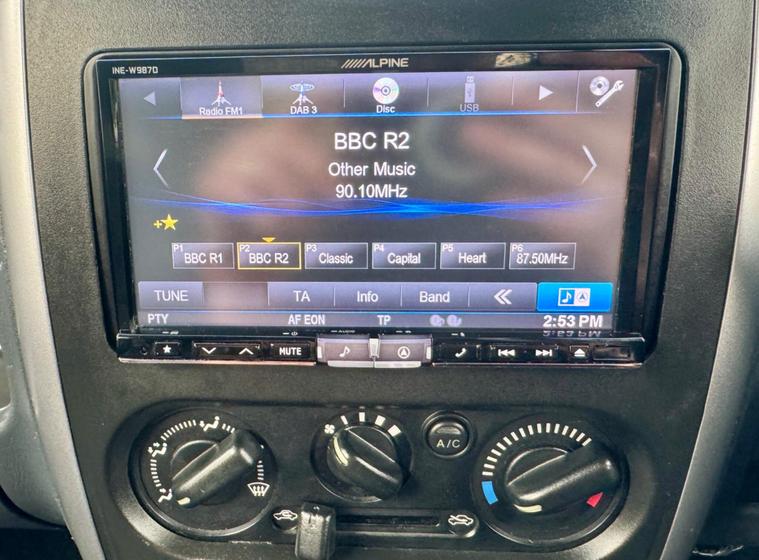 ALPINE
INE-W987D
Radio FM1
DAB 3
Disc
USB
BBC R2
Other Music
90.10MHz
P1 BBC R1
P2 BBC R2
P3 Classic
P4 Capital
P5 Heart
P6 87.50MHz
TUNE
TA
Info
Band
PTY
AF EON
TP
2:53 PM
MUTE
A/C